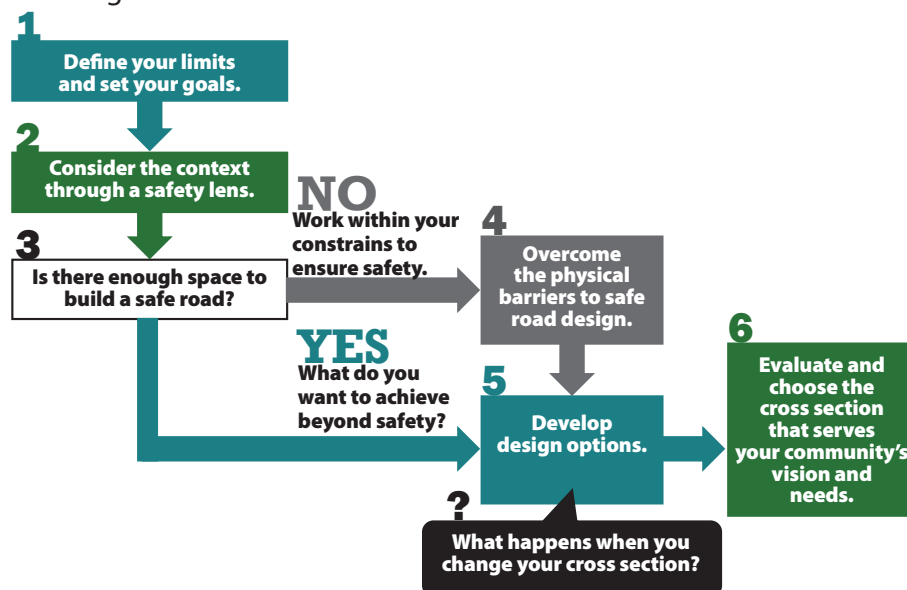 1
Define your limits
and set your goals.
2
Consider the context
through a safety lens.
3
Is there enough space to
build a safe road?
NO
Work within your
constrains to
ensure safety.
4
Overcome
the physical
barriers to safe
road design.
YES
What do you
want to achieve
beyond safety?
5
Develop
design options.
?
What happens when you
change your cross section?
6
Evaluate and
choose the
cross section
that serves
your community’s
vision and
needs.